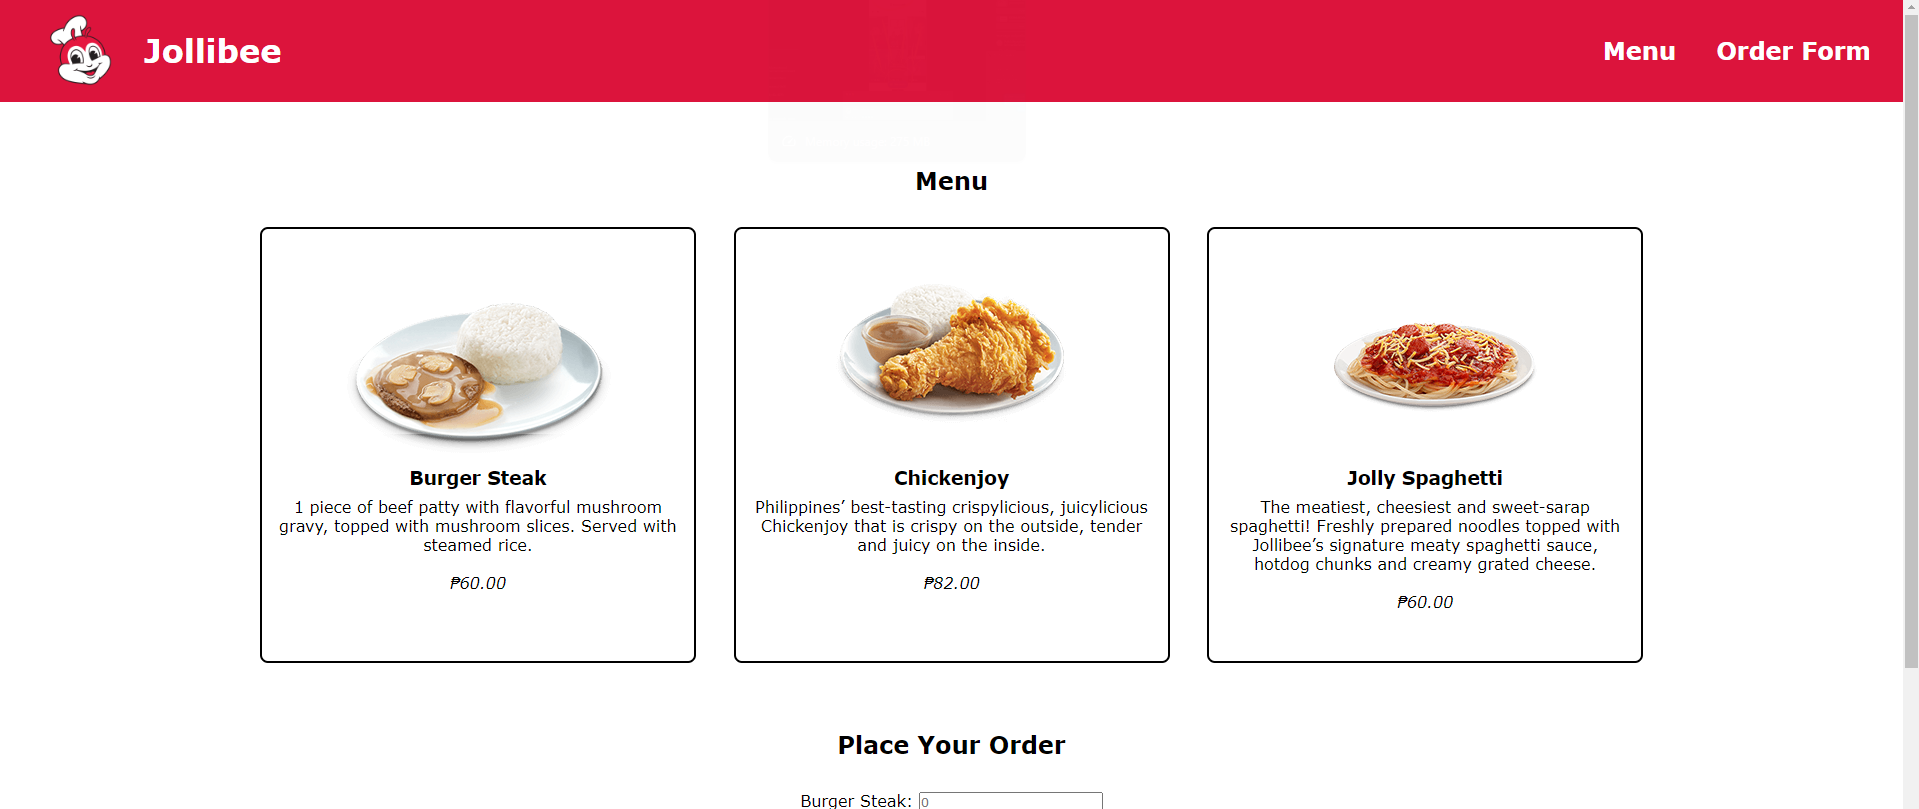 Jollibee
Menu
Order Form
Menu
Burger Steak
1 piece of beef patty with flavorful mushroom
gravy, topped with mushroom slices. Served with
steamed rice.
₱60.00
Chickenjoy
Philippines’ best-tasting crispylicious, juicylicious
Chickenjoy that is crispy on the outside, tender
and juicy on the inside.
₱82.00
Jolly Spaghetti
The meatiest, cheesiest and sweet-sarap
spaghetti! Freshly prepared noodles topped with
Jollibee’s signature meaty spaghetti sauce,
hotdog chunks and creamy grated cheese.
₱60.00
Place Your Order
Burger Steak: 0